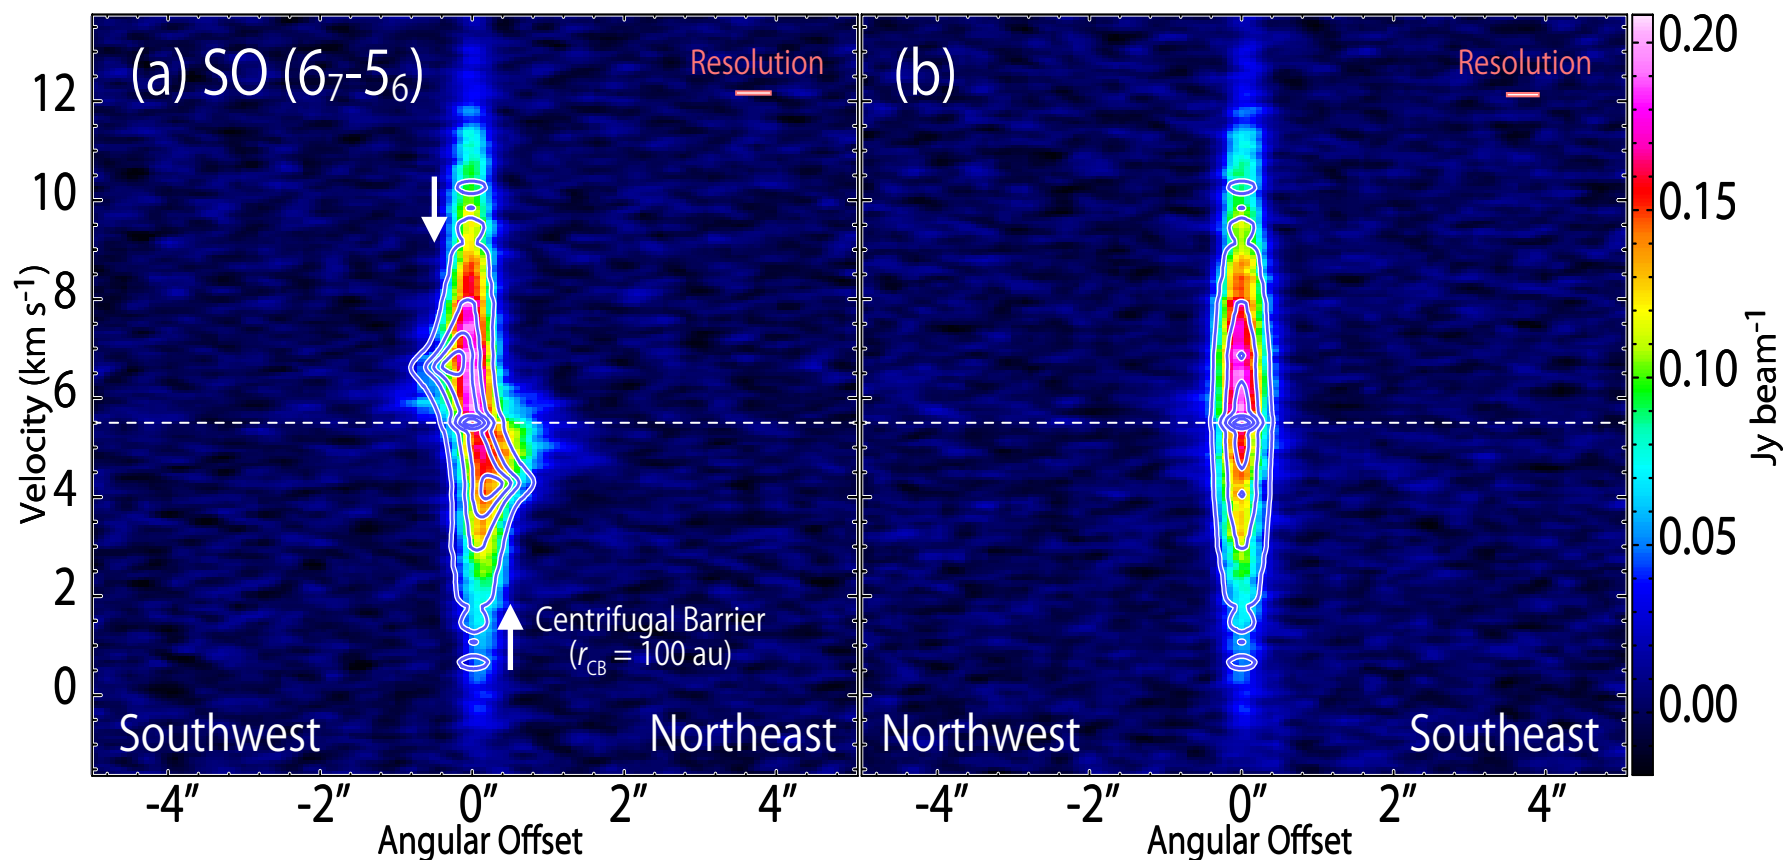 (a) SO (6₇-5₆)
Resolution
(b)
Resolution
Velocity (km s⁻¹)
12
10
8
6
4
2
0
Centrifugal Barrier
(r_CB = 100 au)
Southwest
Northeast
Northwest
Southeast
-4″ -2″ 0″ 2″ 4″
Angular Offset
-4″ -2″ 0″ 2″ 4″
Angular Offset
0.20
0.15
0.10
0.05
0.00
Jy beam⁻¹